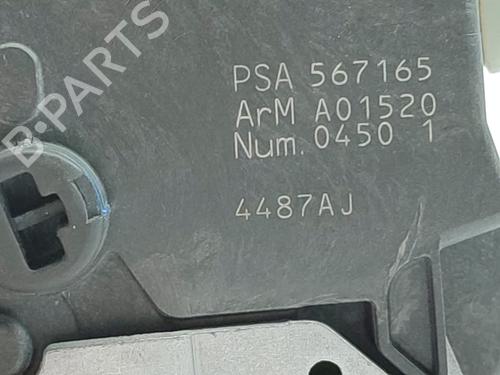 B-PARTS
PSA 567165
ArM A01520
Num. 0450 1
4487AJ